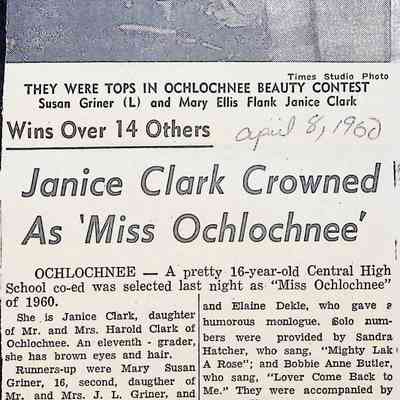 Times Studio Photo
THEY WERE TOPS IN OCHLOCHNEE BEAUTY CONTEST
Susan Griner (L) and Mary Ellis Flank Janice Clark
Wins Over 14 Others
april 8, 1960
Janice Clark Crowned
As 'Miss Ochlochnee'
OCHLOCHNEE — A pretty 16-year-old Central High
School co-ed was selected last night as "Miss Ochlochnee"
of 1960.
She is Janice Clark, daughter
of Mr. and Mrs. Harold Clark of
Ochlochnee. An eleventh - grader,
she has brown eyes and hair.
Runners-up were Mary Susan
Griner, 16, second, daugther of
Mr. and Mrs. J. L. Griner, and
and Elaine Dekle, who gave a
humorous monlogue. Solo num-
bers were provided by Sandra
Hatcher, who sang, "Mighty Lak
A Rose"; and Bobbie Anne Butler,
who sang, "Lover Come Back to
Me." They were accompanied by